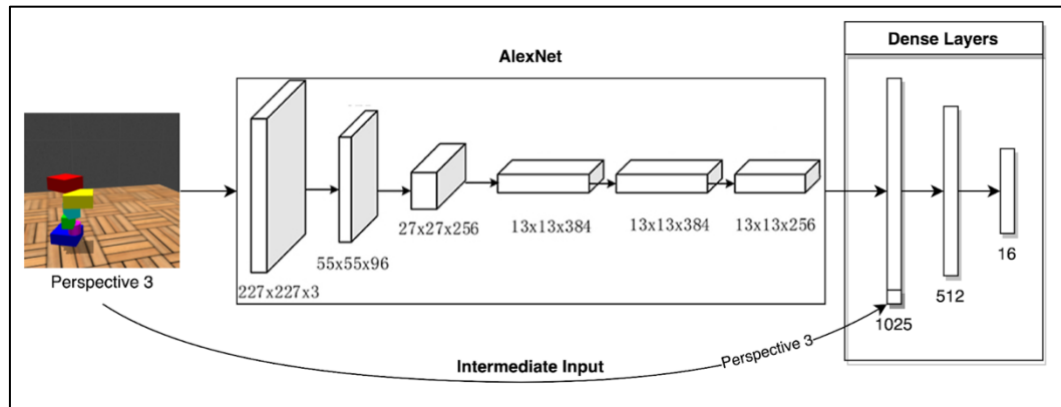 Dense Layers
AlexNet
27x27x256
13x13x384
13x13x384
13x13x256
55x55x96
16
Perspective 3
227x227x3
512
1025
Perspective 3
Intermediate Input